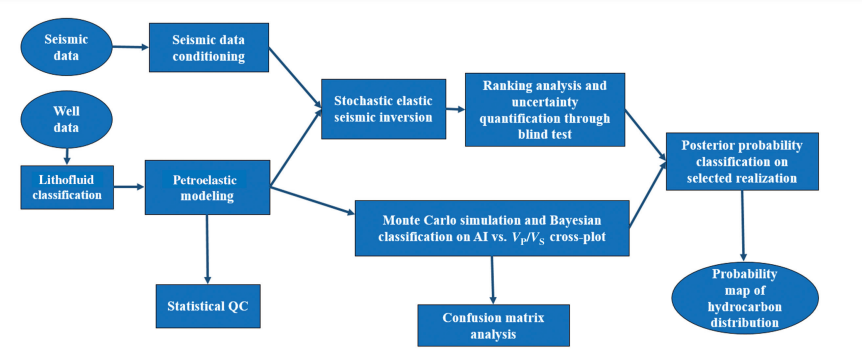 Seismic
data
Seismic data
conditioning
Well
data
Lithofluid
classification
Petroelastic
modeling
Statistical QC
Stochastic elastic
seismic inversion
Ranking analysis and
uncertainty
quantification through
blind test
Monte Carlo simulation and Bayesian
classification on AI vs. VP/VS cross-plot
Confusion matrix
analysis
Posterior probability
classification on
selected realization
Probability
map of
hydrocarbon
distribution